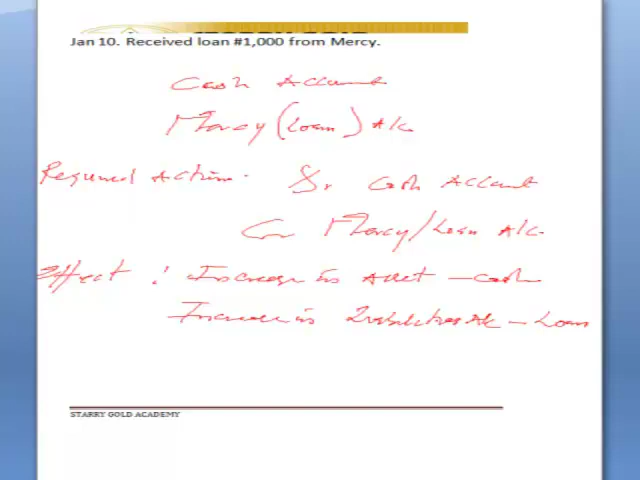 Jan 10. Received loan #1,000 from Mercy.
Cash Account
Mercy (Loan) A/c
Required Action. Dr Cash Account
Cr Mercy/Loan A/c
Effect : Increase in Asset - cash
Increase in A/c - Loan
STARRY GOLD ACADEMY